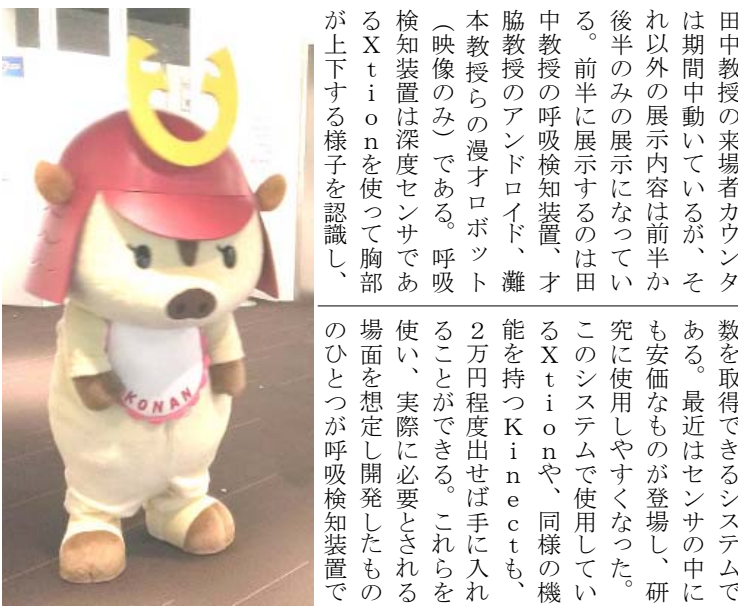 田中教授の来場者カウンタ
は期間中動いているが、そ
れ以外の展示内容は前半か
後半のみの展示になってい
る。前半に展示するのは田
中教授の呼吸検知装置、才
脇教授のアンドロイド、灘
本教授らの漫才ロボット
（映像のみ）である。呼吸
検知装置は深度センサであ
るXtionを使って胸部
が上下する様子を認識し、
数を取得できるシステムで
ある。最近はセンサの中に
も安価なものが登場し、研
究に使用しやすくなった。
このシステムで使用してい
るXtionや、同様の機
能を持つKinectも、
2万円程度出せば手に入れ
ることができる。これらを
使い、実際に必要とされる
場面を想定し開発したもの
のひとつが呼吸検知装置で
KONAN